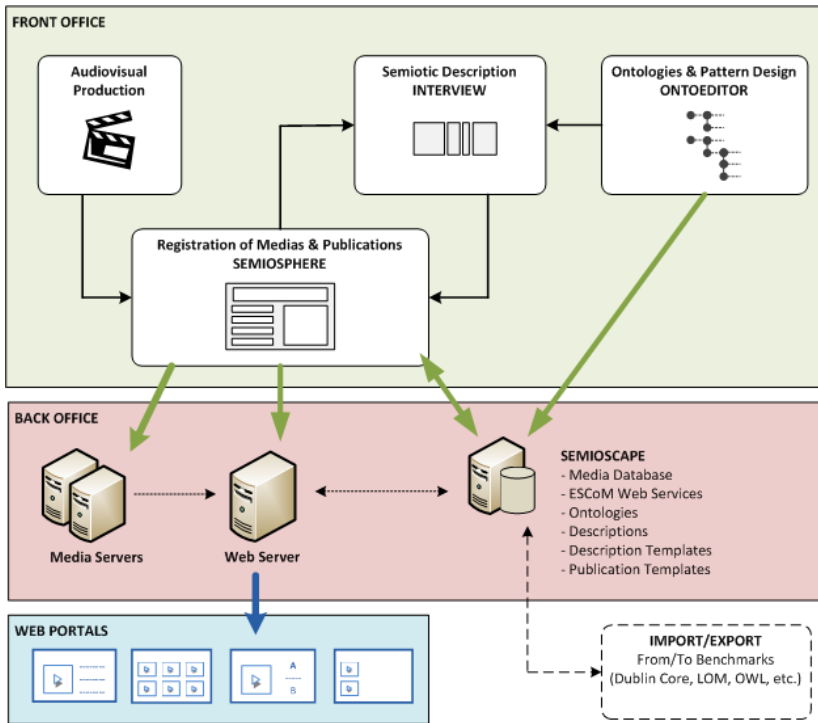 FRONT OFFICE
Audiovisual
Production
Semiotic Description
INTERVIEW
Ontologies & Pattern Design
ONTOEDITOR
Registration of Medias & Publications
SEMIOSPHERE
BACK OFFICE
Media Servers
Web Server
SEMIOSCAPE
- Media Database
- ESCoM Web Services
- Ontologies
- Descriptions
- Description Templates
- Publication Templates
WEB PORTALS
A
B
IMPORT/EXPORT
From/To Benchmarks
(Dublin Core, LOM, OWL, etc.)